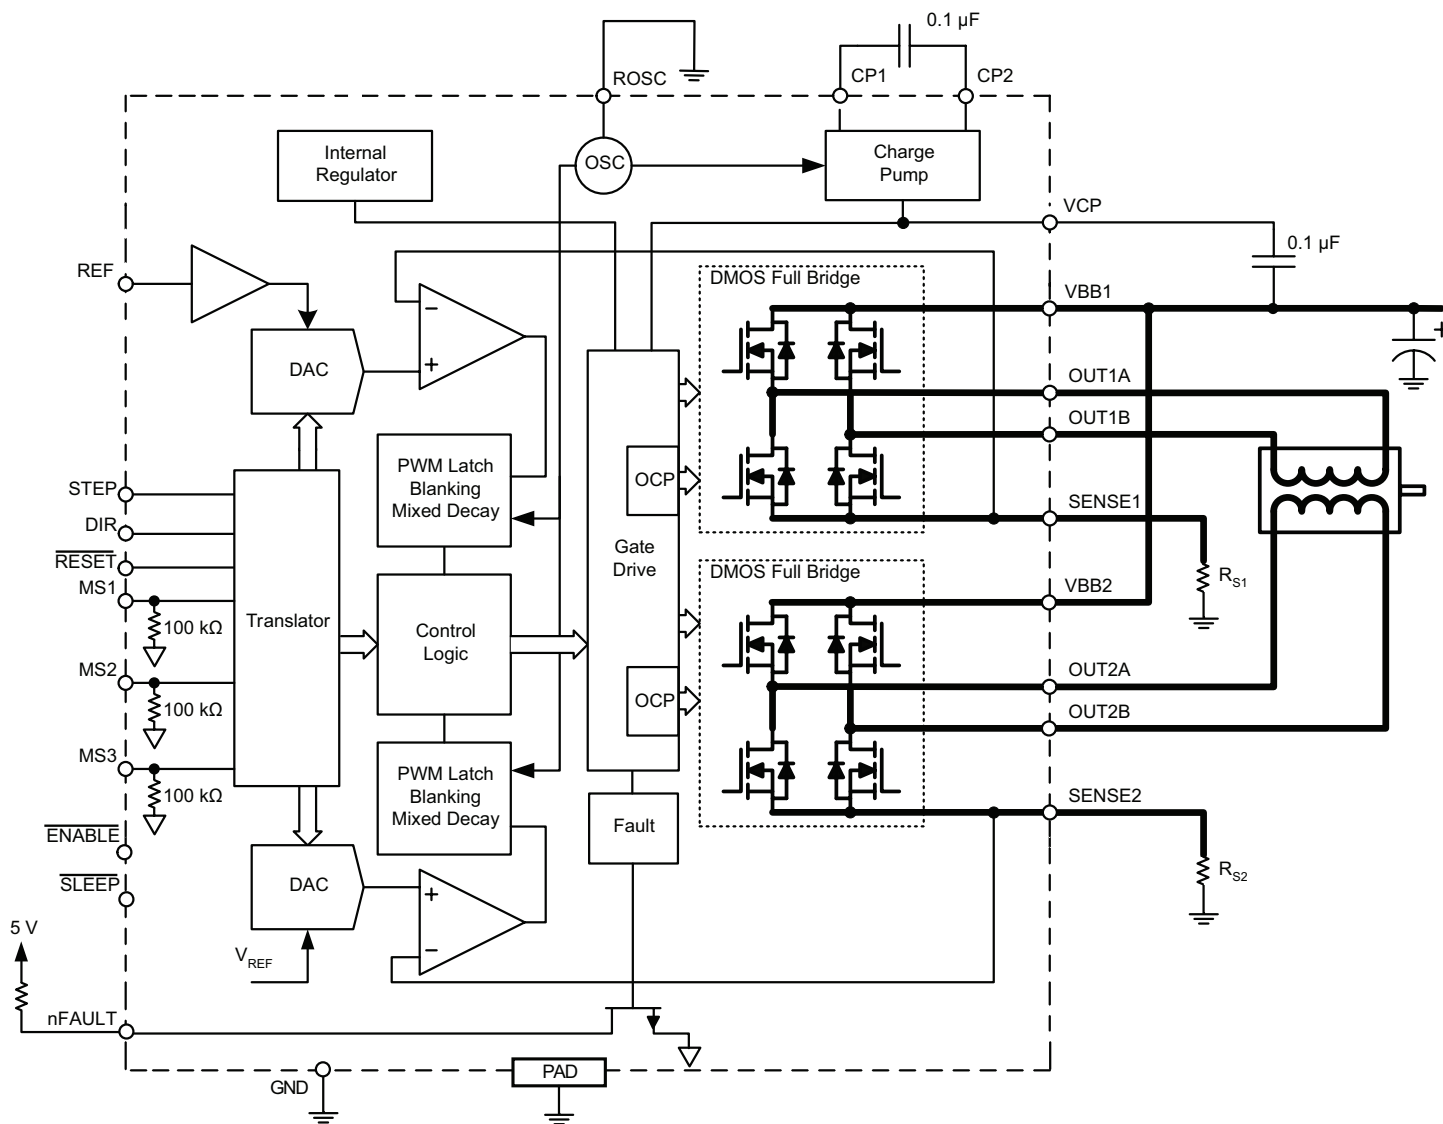 0.1 µF
ROSC
CP1
CP2
Internal
Regulator
OSC
Charge
Pump
VCP
0.1 µF
REF
DMOS Full Bridge
VBB1
−
+
+
DAC
OUT1A
OUT1B
PWM Latch
Blanking
Mixed Decay
OCP
STEP
SENSE1
DIR
RESET
Gate
Drive
DMOS Full Bridge
RS1
MS1
100 kΩ
Translator
Control
Logic
VBB2
MS2
100 kΩ
OCP
OUT2A
OUT2B
MS3
100 kΩ
PWM Latch
Blanking
Mixed Decay
SENSE2
ENABLE
Fault
SLEEP
DAC
+
−
RS2
5 V
VREF
nFAULT
GND
PAD